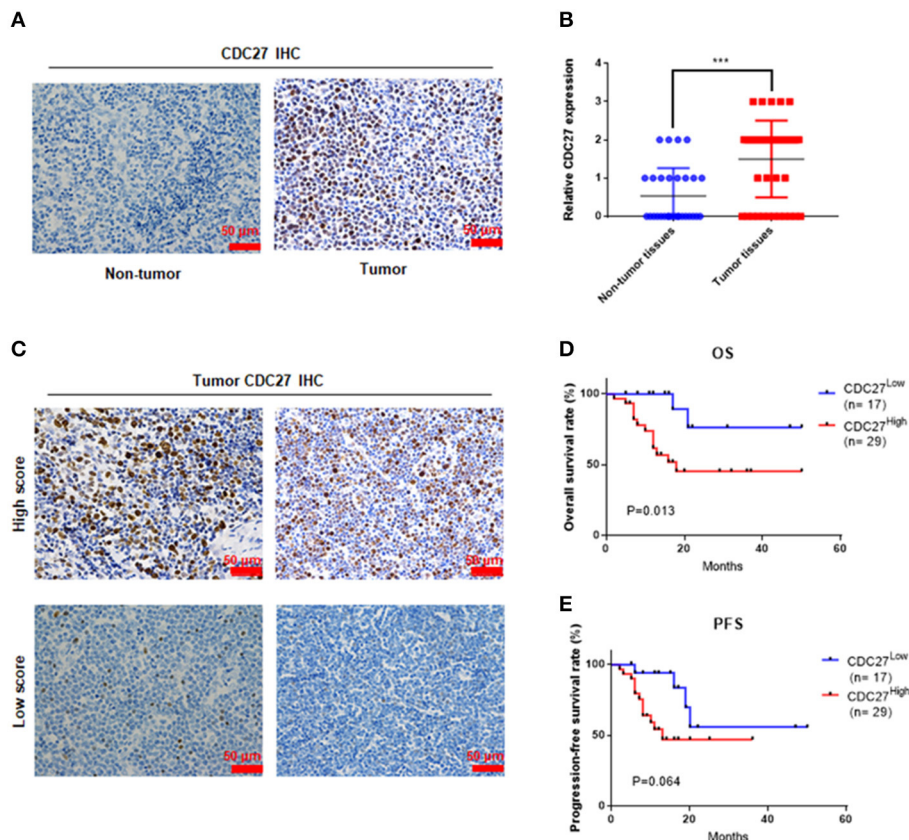 A
CDC27 IHC
50 µm
50 µm
Non-tumor
Tumor
B
Relative CDC27 expression
4
3
2
1
0
***
Non-tumor tissues
Tumor tissues
C
Tumor CDC27 IHC
High score
50 µm
50 µm
Low score
50 µm
50 µm
D
OS
Overall survival rate (%)
100
50
0
0
20
40
60
P=0.013
Months
CDC27Low
(n= 17)
CDC27High
(n= 29)
E
PFS
Progression-free survival rate (%)
100
50
0
0
20
40
60
P=0.064
Months
CDC27Low
(n= 17)
CDC27High
(n= 29)